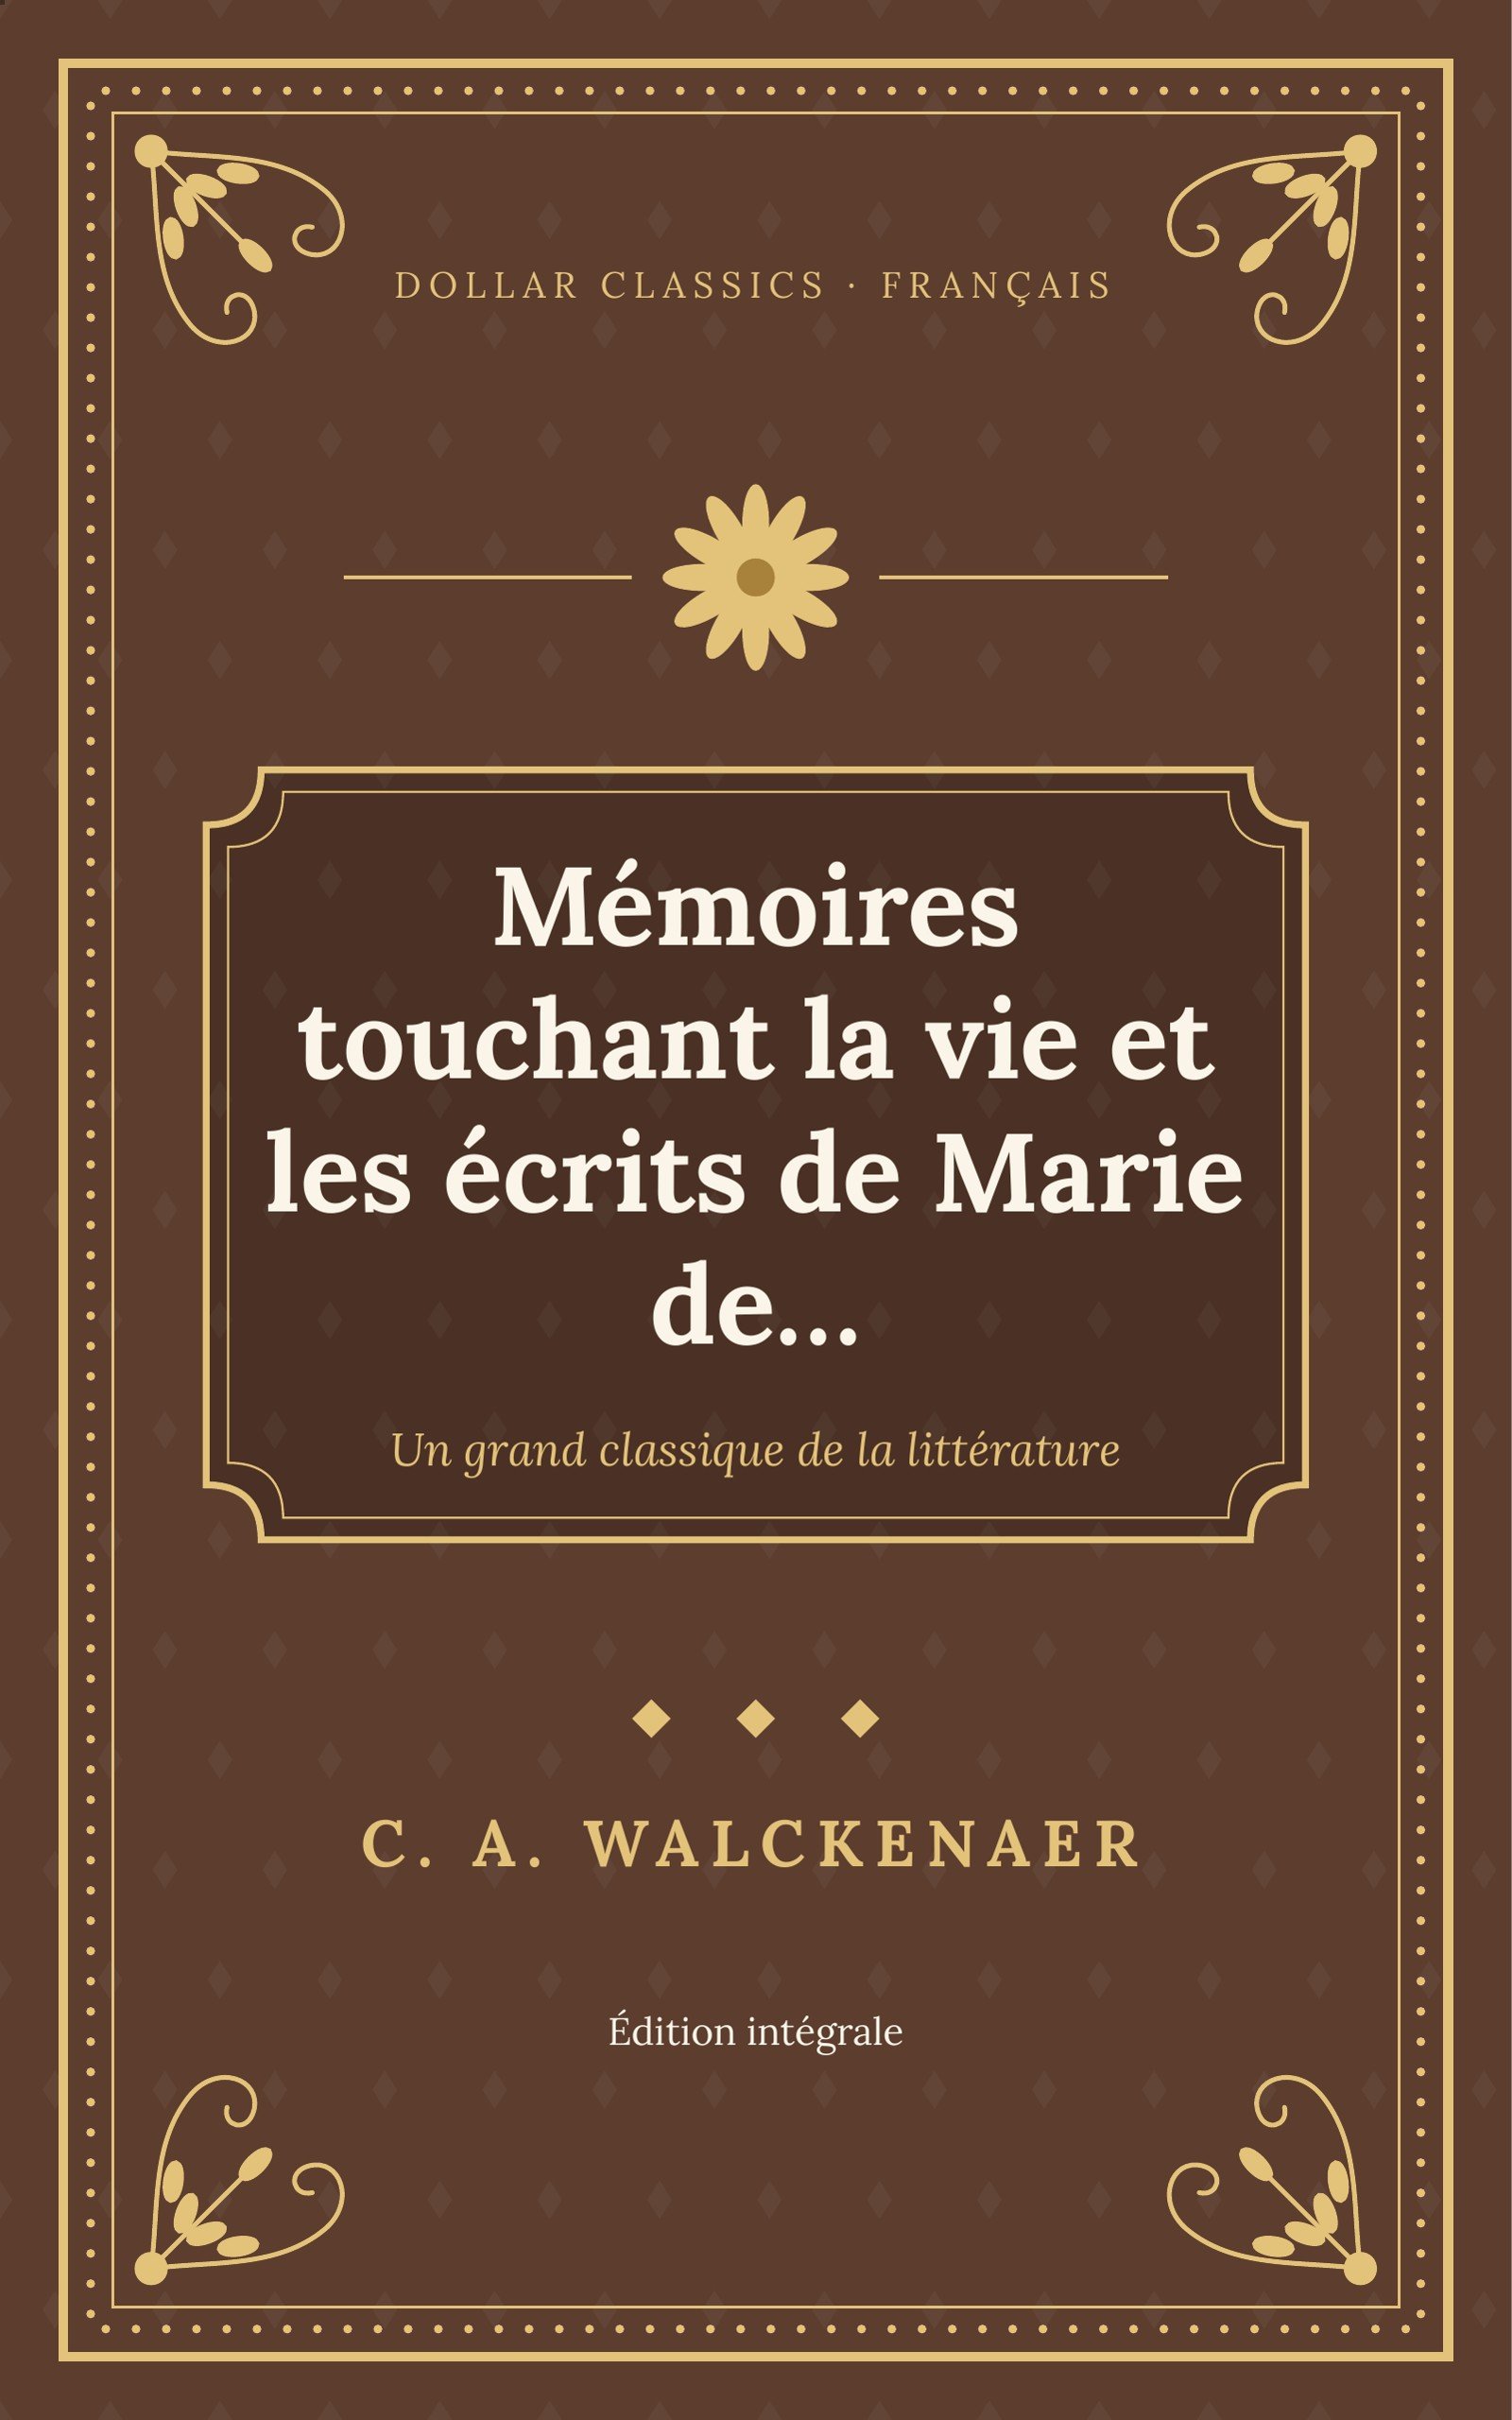 DOLLAR CLASSICS · FRANÇAIS
Mémoires
touchant la vie et
les écrits de Marie
de...
Un grand classique de la littérature
C. A. WALCKENAER
Édition intégrale